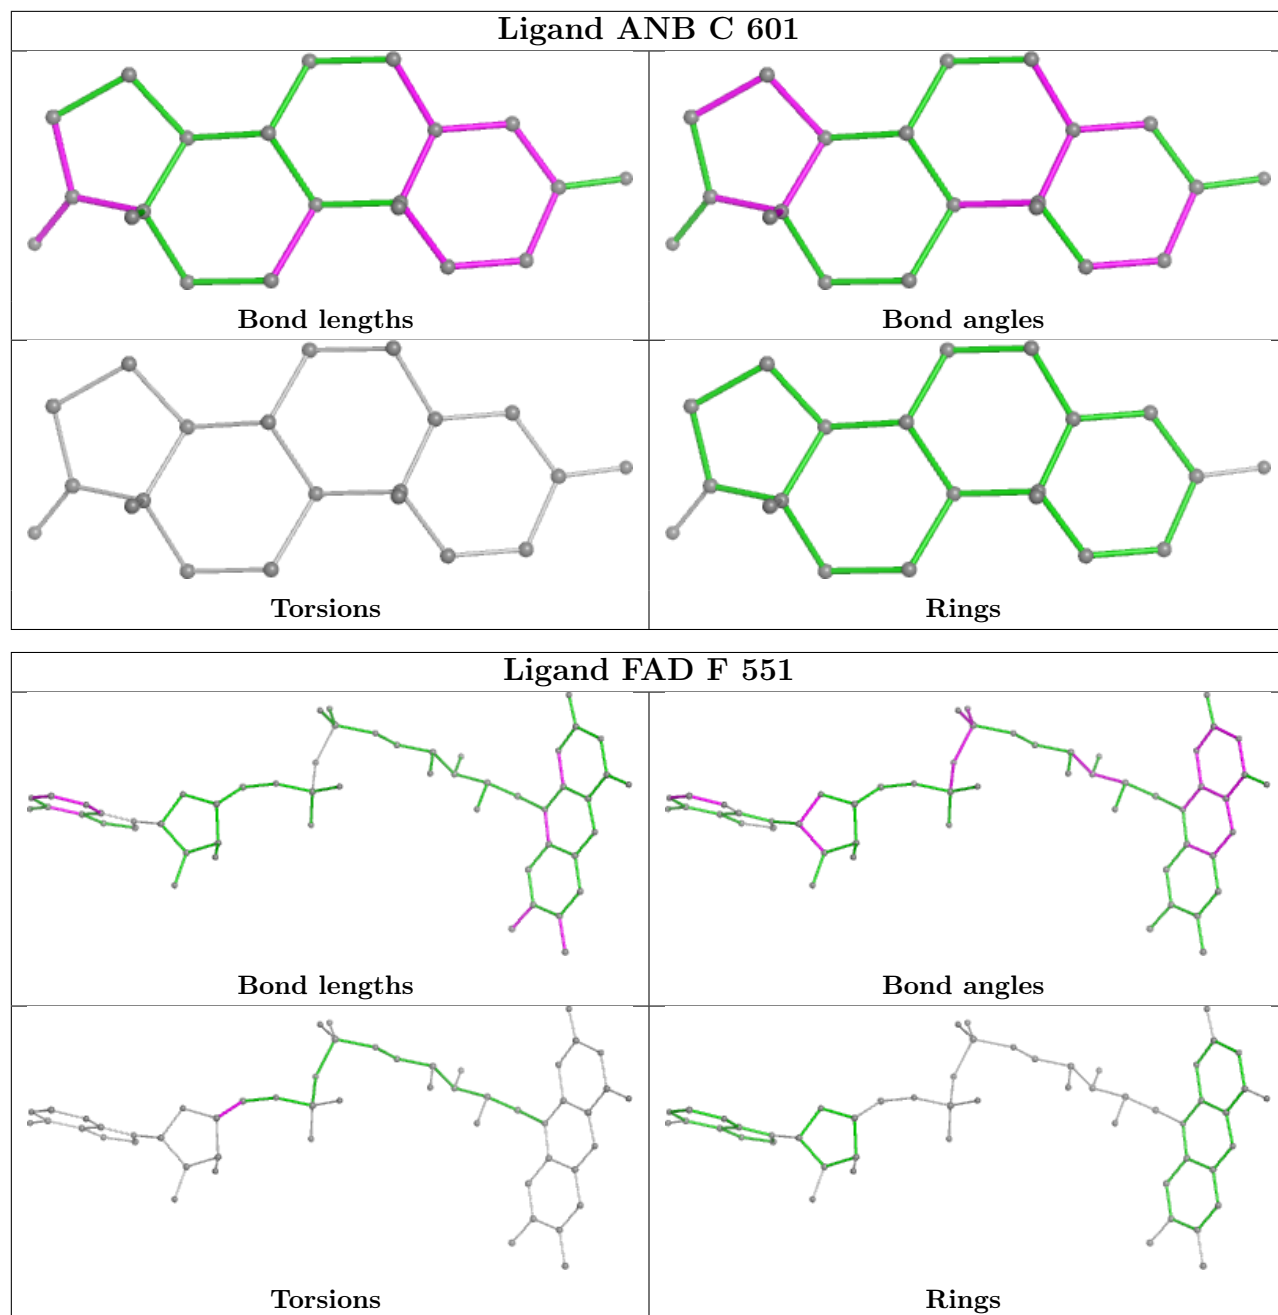 Ligand ANB C 601
Bond lengths
Bond angles
Torsions
Rings
Ligand FAD F 551
Bond lengths
Bond angles
Torsions
Rings